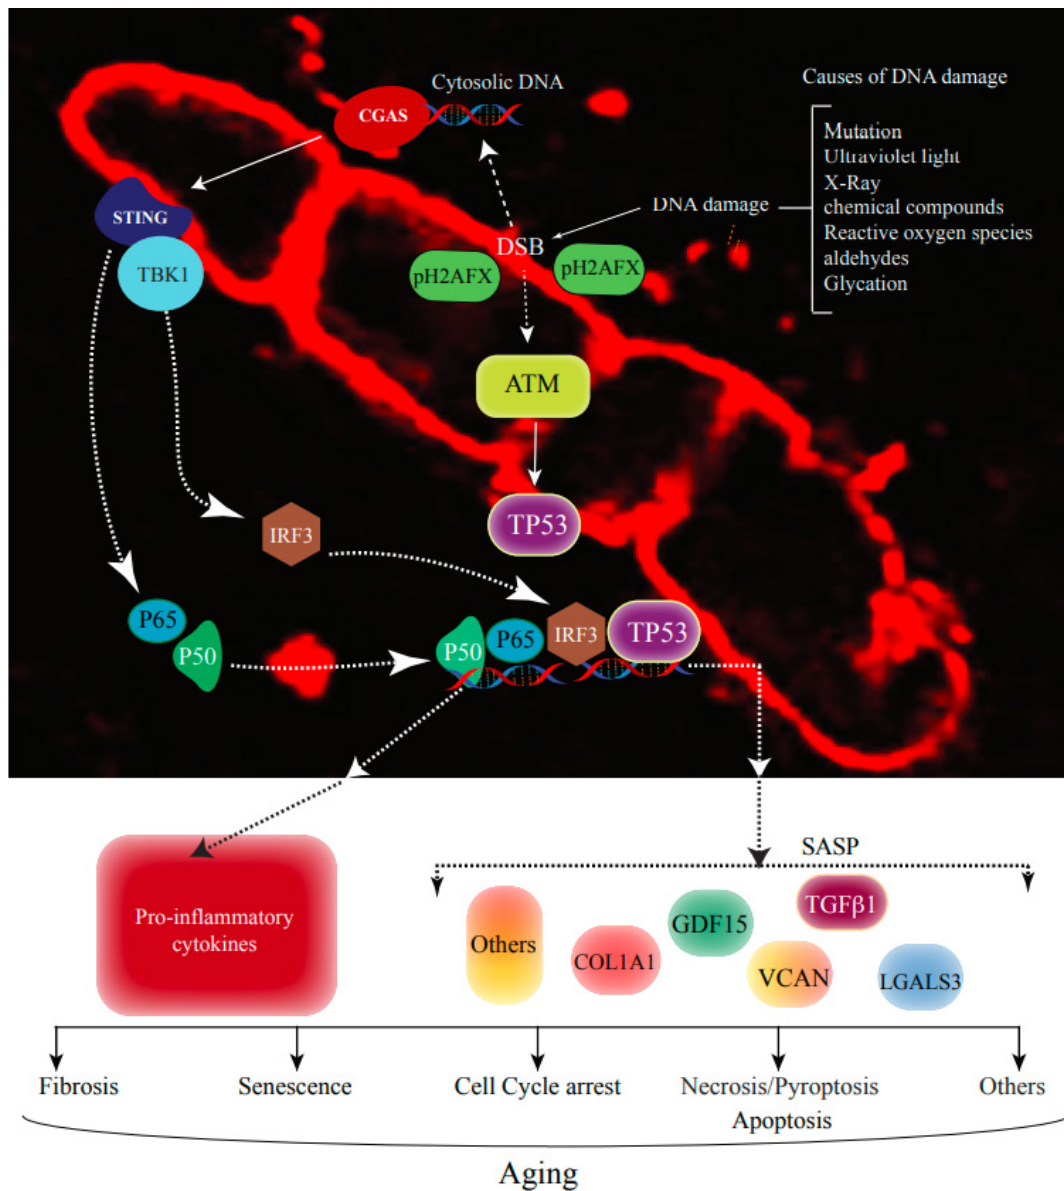 Cytosolic DNA
CGAS
Causes of DNA damage
Mutation
Ultraviolet light
X-Ray
chemical compounds
Reactive oxygen species
aldehydes
Glycation
DNA damage
STING
TBK1
DSB
pH2AFX
pH2AFX
ATM
TP53
IRF3
P65
P50
P50
P65
IRF3
TP53
SASP
Pro-inflammatory
cytokines
Others
COL1A1
GDF15
TGFβ1
VCAN
LGALS3
Fibrosis
Senescence
Cell Cycle arrest
Necrosis/Pyroptosis
Apoptosis
Others
Aging